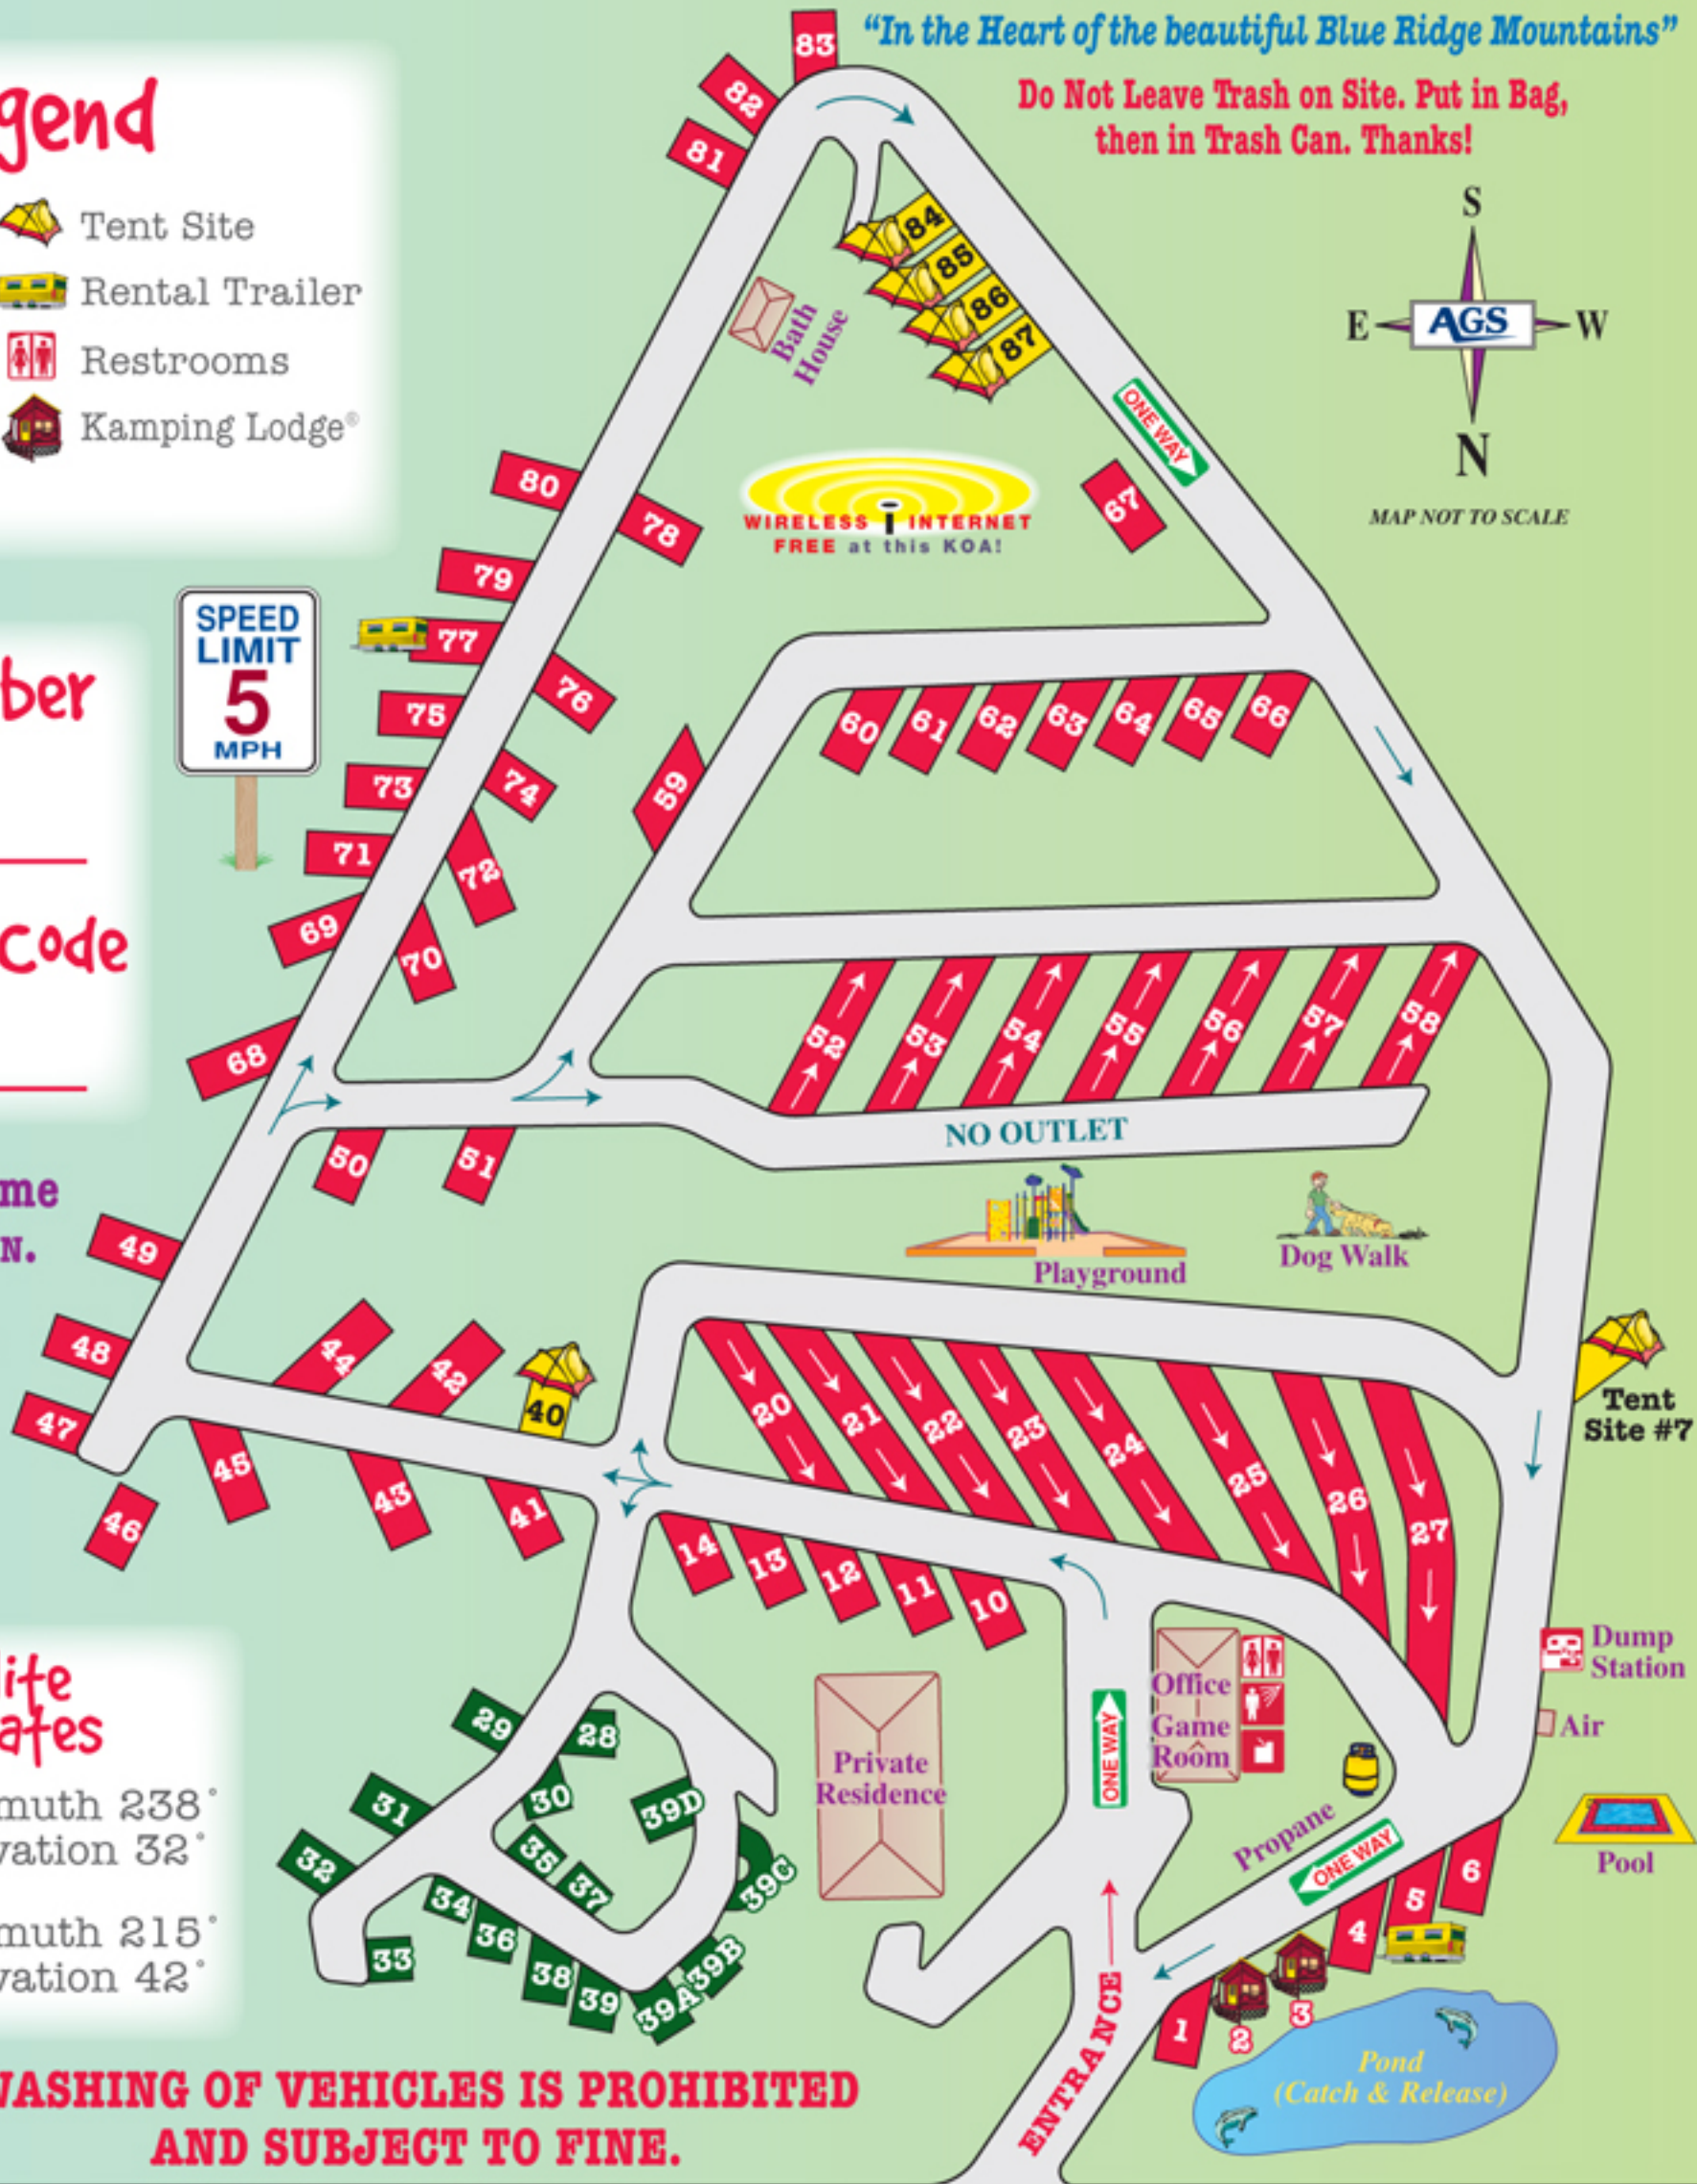 "In the Heart of the beautiful Blue Ridge Mountains"
Do Not Leave Trash on Site. Put in Bag,
then in Trash Can. Thanks!
gend
Tent Site
Rental Trailer
Restrooms
Kamping Lodge®
S
E
AGS
W
N
MAP NOT TO SCALE
83
82
81
84
85
86
87
Bath
House
ONE WAY
WIRELESS INTERNET
FREE at this KOA!
67
80
78
79
77
76
75
74
73
72
71
70
69
68
SPEED
LIMIT
5
MPH
ber
code
59
60
61
62
63
64
65
66
52
53
54
55
56
57
58
NO OUTLET
50
51
me
N.
Playground
Dog Walk
49
48
47
46
45
44
43
42
41
40
20
21
22
23
24
25
26
27
Tent
Site #7
14
13
12
11
10
Dump
Station
Air
Office
Game
Room
Private
Residence
ONE WAY
Propane
ONE WAY
Pool
ite
ates
muth 238°
vation 32°
muth 215°
vation 42°
29
28
31
30
39D
32
35
37
39C
34
36
33
38
39
39A
39B
6
5
4
3
2
1
ENTRANCE
Pond
(Catch & Release)
WASHING OF VEHICLES IS PROHIBITED
AND SUBJECT TO FINE.